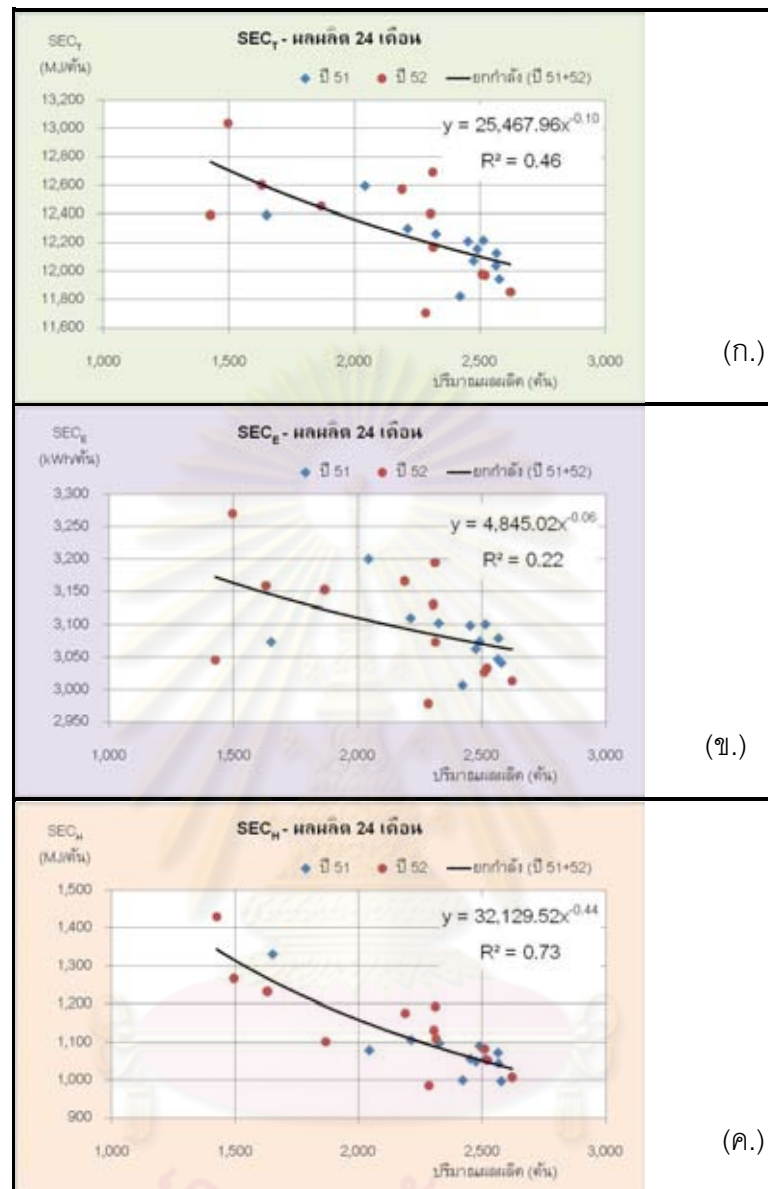 SEC_T
(MJ/ตัน)
SEC_T - ผลผลิต 24 เดือน
ปี 51 ปี 52 ยกกำลัง (ปี 51+52)
13,200
13,000
12,800
12,600
12,400
12,200
12,000
11,800
11,600
y = 25,467.96x^-0.10
R² = 0.46
1,000 1,500 2,000 2,500 3,000
ปริมาณผลผลิต (ตัน)
(ก.)
SEC_E
(kWh/ตัน)
SEC_E - ผลผลิต 24 เดือน
ปี 51 ปี 52 ยกกำลัง (ปี 51+52)
3,300
3,250
3,200
3,150
3,100
3,050
3,000
2,950
y = 4,845.02x^-0.06
R² = 0.22
1,000 1,500 2,000 2,500 3,000
ปริมาณผลผลิต (ตัน)
(ข.)
SEC_H
(MJ/ตัน)
SEC_H - ผลผลิต 24 เดือน
ปี 51 ปี 52 ยกกำลัง (ปี 51+52)
1,500
1,400
1,300
1,200
1,100
1,000
900
y = 32,129.52x^-0.44
R² = 0.73
1,000 1,500 2,000 2,500 3,000
ปริมาณผลผลิต (ตัน)
(ค.)